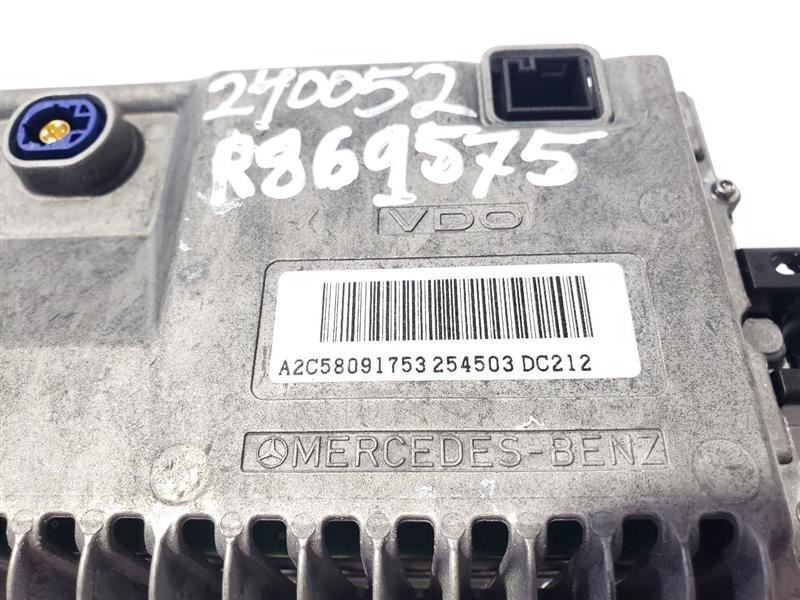 240052
R869575
VDO
A2C58091753 254503 DC212
MERCEDES-BENZ